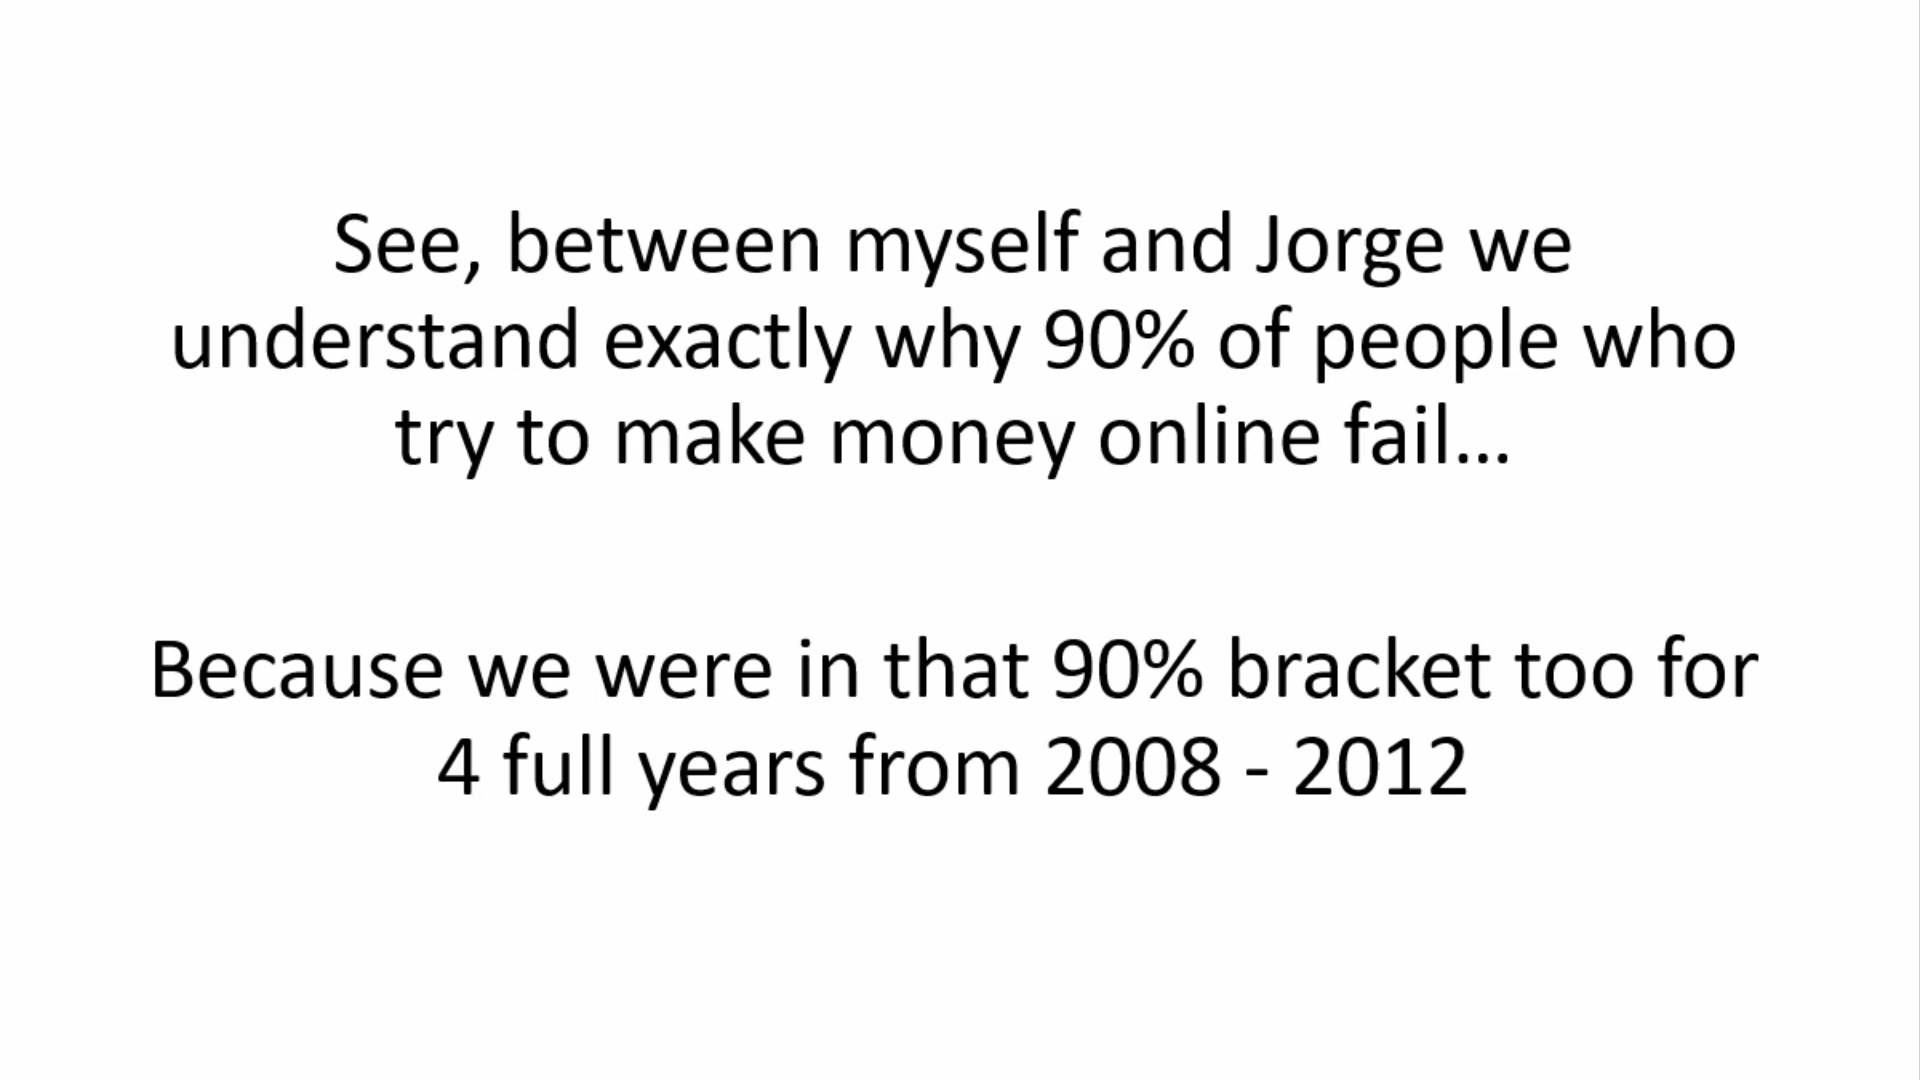 See, between myself and Jorge we
understand exactly why 90% of people who
try to make money online fail...
Because we were in that 90% bracket too for
4 full years from 2008 - 2012